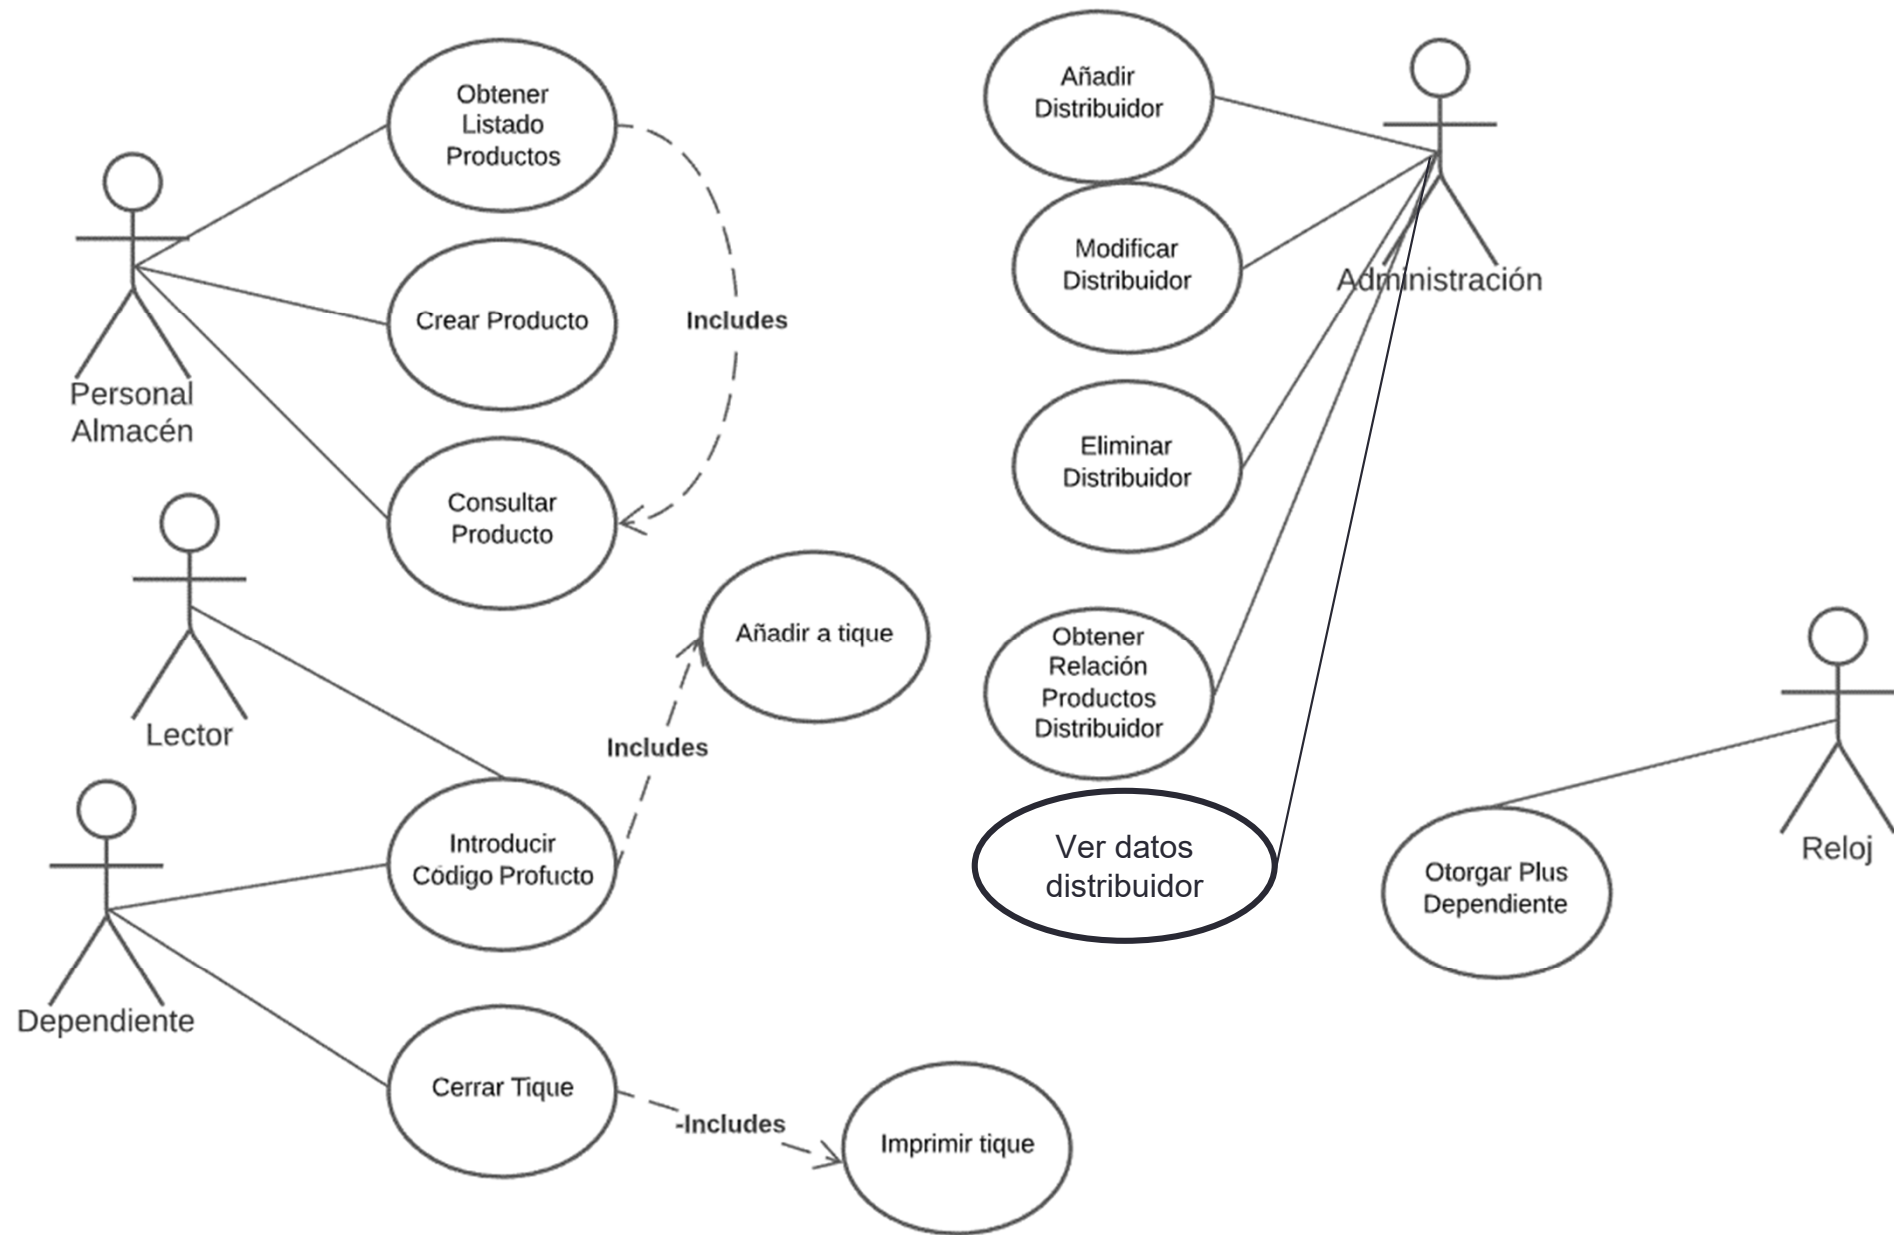 Obtener
Listado
Productos
Crear Producto
Includes
Personal
Almacén
Consultar
Producto
Añadir
Distribuidor
Modificar
Distribuidor
Administración
Eliminar
Distribuidor
Añadir a tique
Lector
Includes
Obtener
Relación
Productos
Distribuidor
Introducir
Código Profucto
Ver datos
distribuidor
Otorgar Plus
Dependiente
Reloj
Dependiente
Cerrar Tique
-Includes
Imprimir tique